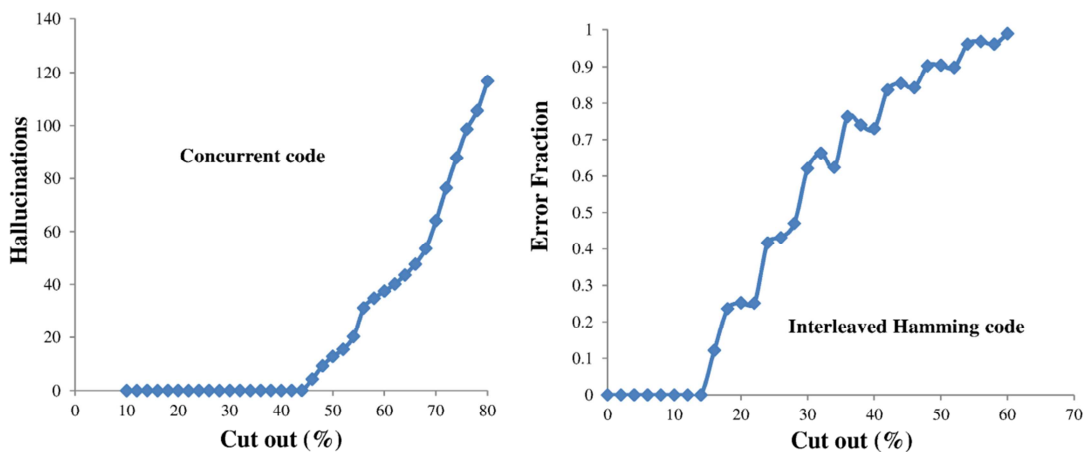 140
120
100
80
60
40
20
0
Hallucinations
Concurrent code
0 10 20 30 40 50 60 70 80
Cut out (%)
1
0.9
0.8
0.7
0.6
0.5
0.4
0.3
0.2
0.1
0
Error Fraction
Interleaved Hamming code
0 10 20 30 40 50 60 70
Cut out (%)